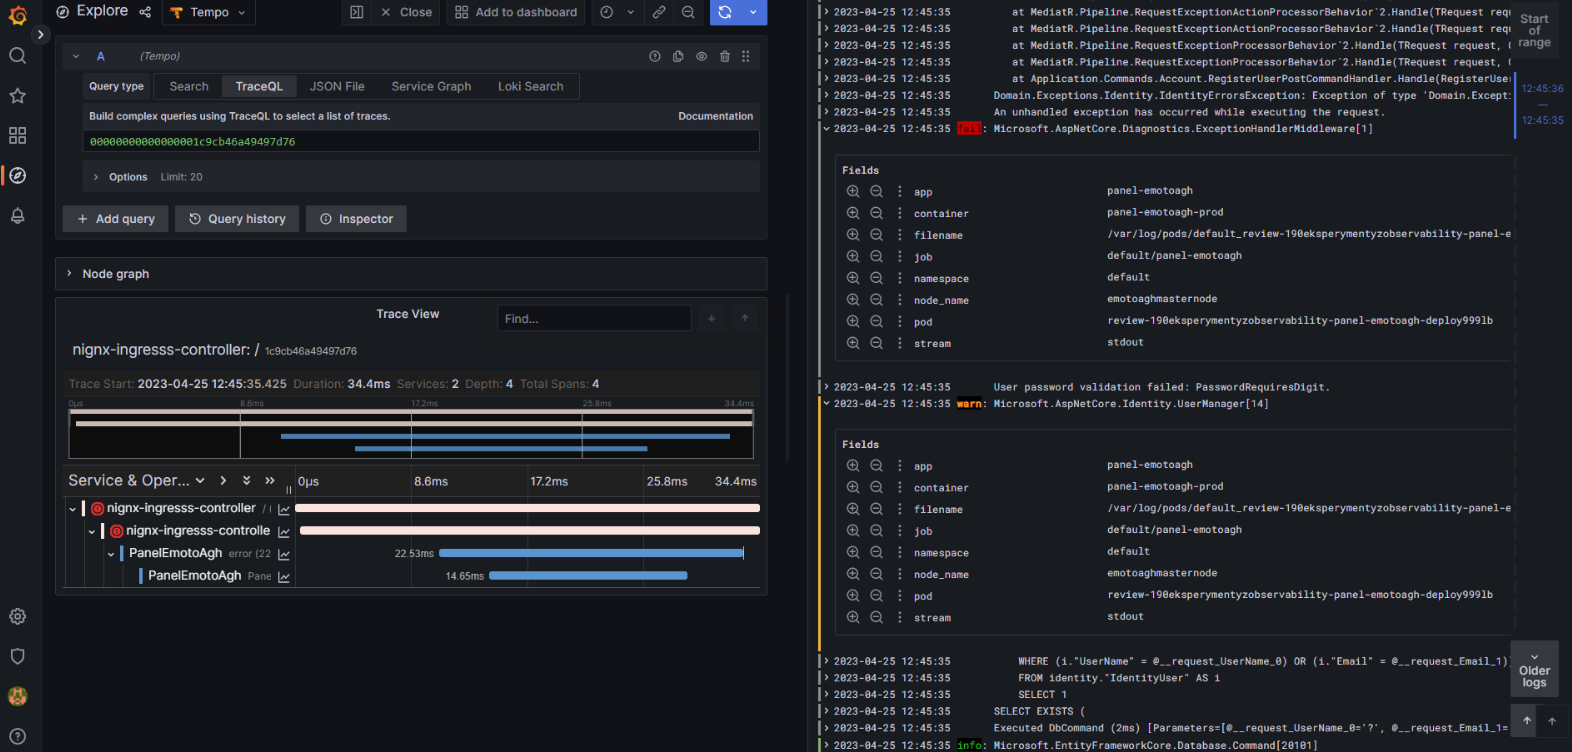 Explore
Tempo
Close
Add to dashboard
A
(Tempo)
Query type
Search
TraceQL
JSON File
Service Graph
Loki Search
Build complex queries using TraceQL to select a list of traces.
Documentation
00000000000000001c9cb46a49497d76
Options Limit: 20
+ Add query
Query history
Inspector
Node graph
Trace View
Find...
nignx-ingresss-controller: / 1c9cb46a49497d76
Trace Start: 2023-04-25 12:45:35.425 Duration: 34.4ms Services: 2 Depth: 4 Total Spans: 4
0μs 8.6ms 17.2ms 25.8ms 34.4ms
Service & Oper... 0μs 8.6ms 17.2ms 25.8ms 34.4ms
nignx-ingresss-controller /
nignx-ingresss-controlle
PanelEmotoAgh error (22 22.53ms
PanelEmotoAgh Pane 14.65ms
2023-04-25 12:45:35 at MediatR.Pipeline.RequestExceptionActionProcessorBehavior`2.Handle(TRequest requ
2023-04-25 12:45:35 at MediatR.Pipeline.RequestExceptionActionProcessorBehavior`2.Handle(TRequest requ
2023-04-25 12:45:35 at MediatR.Pipeline.RequestExceptionProcessorBehavior`2.Handle(TRequest request,
2023-04-25 12:45:35 at MediatR.Pipeline.RequestExceptionProcessorBehavior`2.Handle(TRequest request,
2023-04-25 12:45:35 at Application.Commands.Account.RegisterUserPostCommandHandler.Handle(RegisterUser
2023-04-25 12:45:35 Domain.Exceptions.Identity.IdentityErrorsException: Exception of type 'Domain.Except
2023-04-25 12:45:35 An unhandled exception has occurred while executing the request.
2023-04-25 12:45:35 fail: Microsoft.AspNetCore.Diagnostics.ExceptionHandlerMiddleware[1]
Fields
app panel-emotoagh
container panel-emotoagh-prod
filename /var/log/pods/default_review-190eksperymentyzobservability-panel-e
job default/panel-emotoagh
namespace default
node_name emotoaghmasternode
pod review-190eksperymentyzobservability-panel-emotoagh-deploy999lb
stream stdout
2023-04-25 12:45:35 User password validation failed: PasswordRequiresDigit.
2023-04-25 12:45:35 warn: Microsoft.AspNetCore.Identity.UserManager[14]
Fields
app panel-emotoagh
container panel-emotoagh-prod
filename /var/log/pods/default_review-190eksperymentyzobservability-panel-e
job default/panel-emotoagh
namespace default
node_name emotoaghmasternode
pod review-190eksperymentyzobservability-panel-emotoagh-deploy999lb
stream stdout
2023-04-25 12:45:35 WHERE (i."UserName" = @__request_UserName_0) OR (i."Email" = @__request_Email_1))
2023-04-25 12:45:35 FROM identity."IdentityUser" AS i
2023-04-25 12:45:35 SELECT 1
2023-04-25 12:45:35 SELECT EXISTS (
2023-04-25 12:45:35 Executed DbCommand (2ms) [Parameters=[@__request_UserName_0='?', @__request_Email_1=
2023-04-25 12:45:35 info: Microsoft.EntityFrameworkCore.Database.Command[20101]
Start
of
range
12:45:36
—
12:45:35
Older
logs